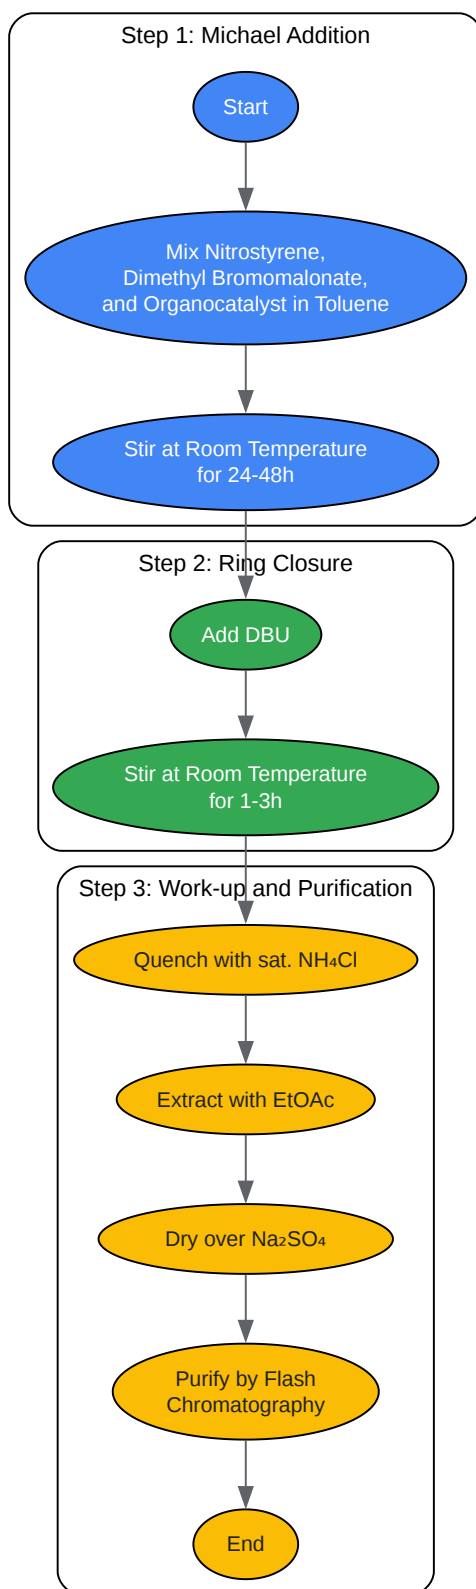 Step 1: Michael Addition
Start
Mix Nitrostyrene,
Dimethyl Bromomalonate,
and Organocatalyst in Toluene
Stir at Room Temperature
for 24-48h
Step 2: Ring Closure
Add DBU
Stir at Room Temperature
for 1-3h
Step 3: Work-up and Purification
Quench with sat. NH₄Cl
Extract with EtOAc
Dry over Na₂SO₄
Purify by Flash
Chromatography
End